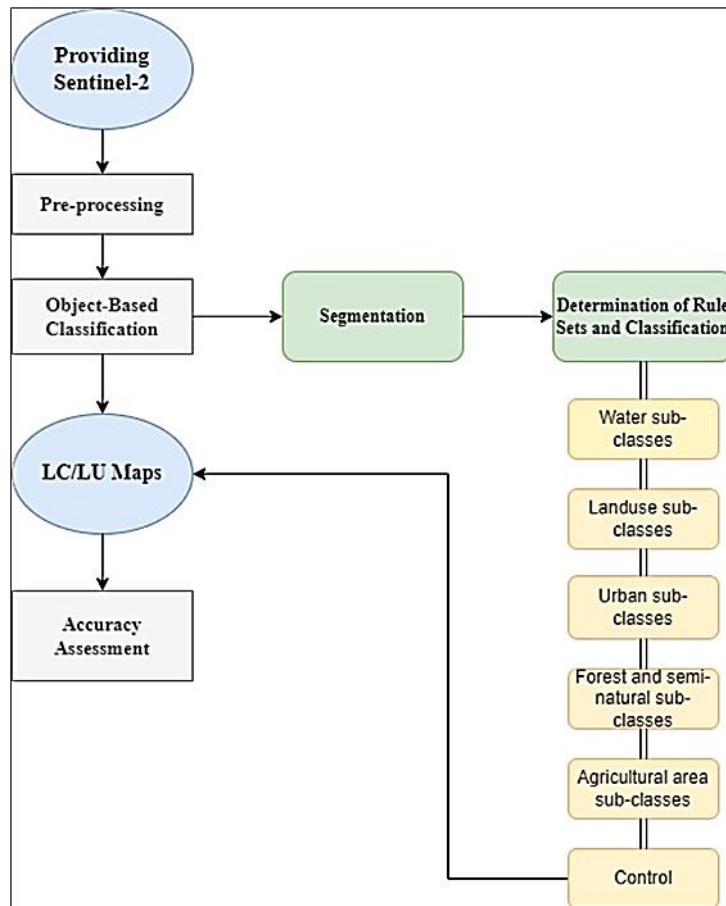 Providing
Sentinel-2
Pre-processing
Object-Based
Classification
Segmentation
Determination of Rule
Sets and Classification
Water sub-
classes
LC/LU Maps
Landuse sub-
classes
Urban sub-
classes
Accuracy
Assessment
Forest and semi-
natural sub-
classes
Agricultural area
sub-classes
Control